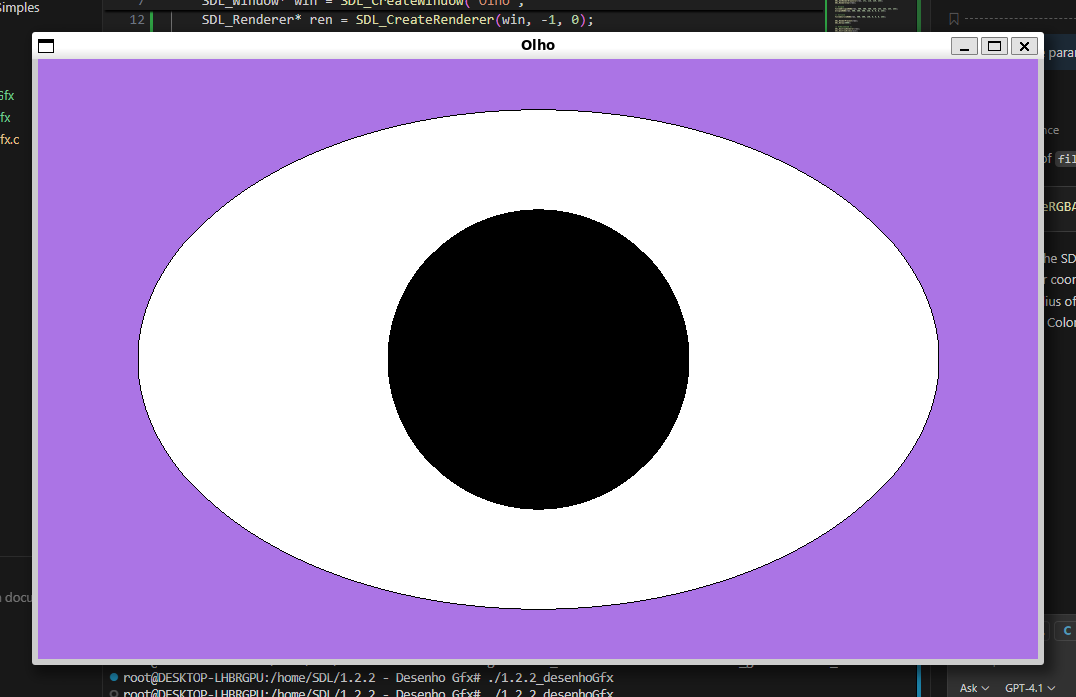 Simples
7 SDL_Window* win = SDL_CreateWindow("Olho",
12 SDL_Renderer* ren = SDL_CreateRenderer(win, -1, 0);
Olho
Gfx
fx
fx.c
of fil
eRGBA
he SD
r coor
ius of
Color
docu
C
root@DESKTOP-LHBRGPU:/home/SDL/1.2.2 - Desenho Gfx# ./1.2.2_desenhoGfx
root@DESKTOP-LHBRGPU:/home/SDL/1.2.2 - Desenho Gfx# ./1.2.2_desenhoGfx
Ask GPT-4.1